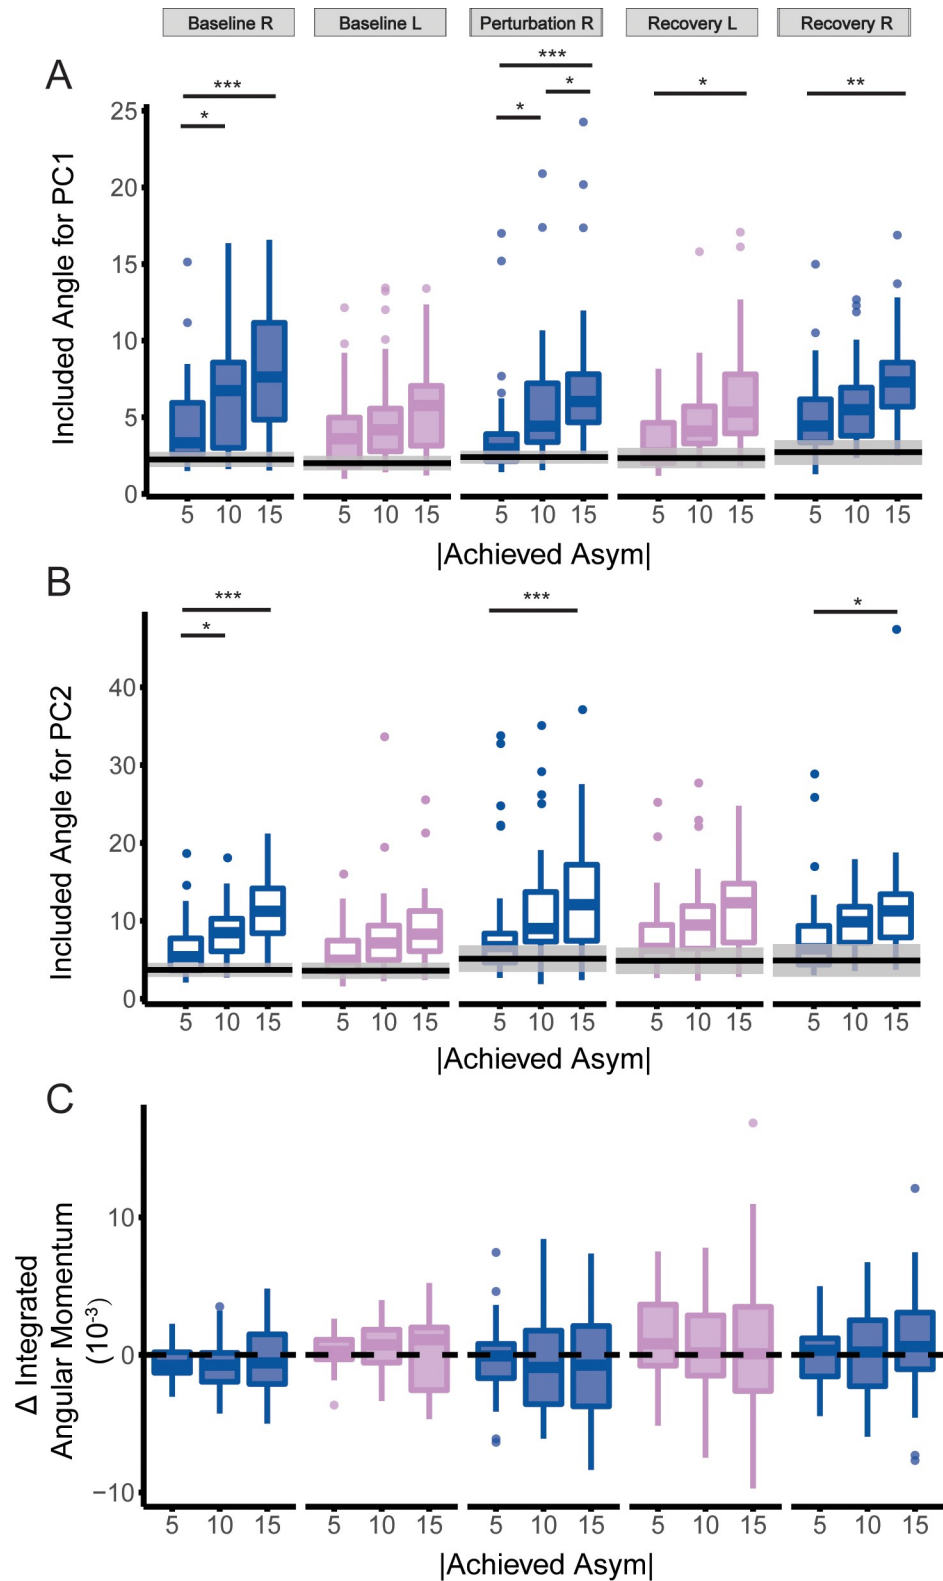 Baseline R Baseline L Perturbation R Recovery L Recovery R
A
*** * *** * * * **
Included Angle for PC1
25
20
15
10
5
0
5 10 15 5 10 15 5 10 15 5 10 15 5 10 15
|Achieved Asym|
B
*** * *** *
Included Angle for PC2
40
30
20
10
0
5 10 15 5 10 15 5 10 15 5 10 15 5 10 15
|Achieved Asym|
C
Δ Integrated
Angular Momentum
(10⁻³)
10
0
−10
5 10 15 5 10 15 5 10 15 5 10 15 5 10 15
|Achieved Asym|